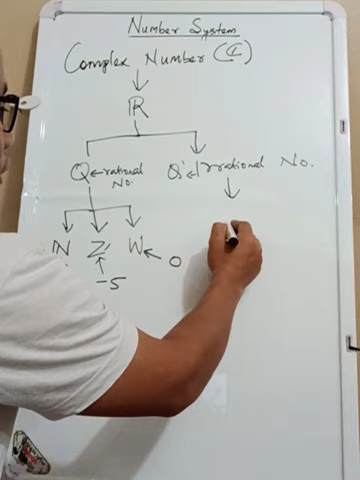 Number System
Complex Number (ℂ)
ℝ
Q ← rational No.
Q' ← Irrational No.
N Z W ← 0
-5